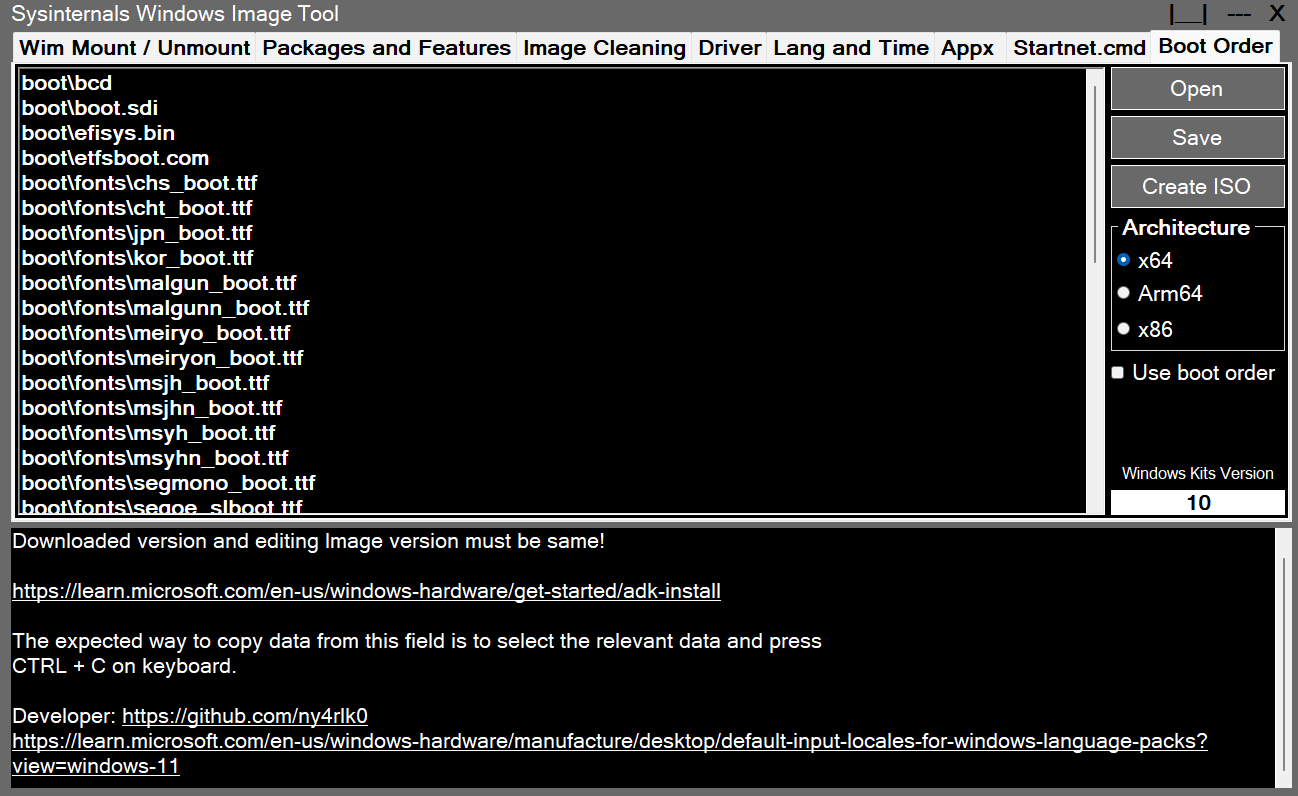 Sysinternals Windows Image Tool
|__| --- X
Wim Mount / Unmount Packages and Features Image Cleaning Driver Lang and Time Appx Startnet.cmd Boot Order
boot\bcd
boot\boot.sdi
boot\efisys.bin
boot\etfsboot.com
boot\fonts\chs_boot.ttf
boot\fonts\cht_boot.ttf
boot\fonts\jpn_boot.ttf
boot\fonts\kor_boot.ttf
boot\fonts\malgun_boot.ttf
boot\fonts\malgunn_boot.ttf
boot\fonts\meiryo_boot.ttf
boot\fonts\meiryon_boot.ttf
boot\fonts\msjh_boot.ttf
boot\fonts\msjhn_boot.ttf
boot\fonts\msyh_boot.ttf
boot\fonts\msyhn_boot.ttf
boot\fonts\segmono_boot.ttf
boot\fonts\segoe_slboot.ttf
Open
Save
Create ISO
Architecture
x64
Arm64
x86
Use boot order
Windows Kits Version
10
Downloaded version and editing Image version must be same!
https://learn.microsoft.com/en-us/windows-hardware/get-started/adk-install
The expected way to copy data from this field is to select the relevant data and press
CTRL + C on keyboard.
Developer: https://github.com/ny4rlk0
https://learn.microsoft.com/en-us/windows-hardware/manufacture/desktop/default-input-locales-for-windows-language-packs?
view=windows-11